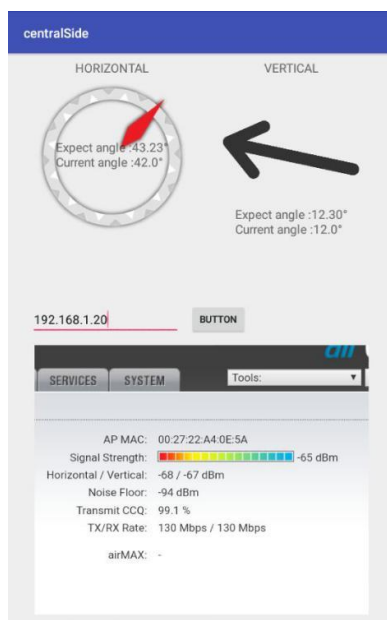 centralSide
HORIZONTAL
VERTICAL
Expect angle :43.23°
Current angle :42.0°
Expect angle :12.30°
Current angle :12.0°
192.168.1.20
BUTTON
SERVICES SYSTEM Tools:
AP MAC: 00:27:22:A4:0E:5A
Signal Strength: -65 dBm
Horizontal / Vertical: -68 / -67 dBm
Noise Floor: -94 dBm
Transmit CCQ: 99.1 %
TX/RX Rate: 130 Mbps / 130 Mbps
airMAX: -